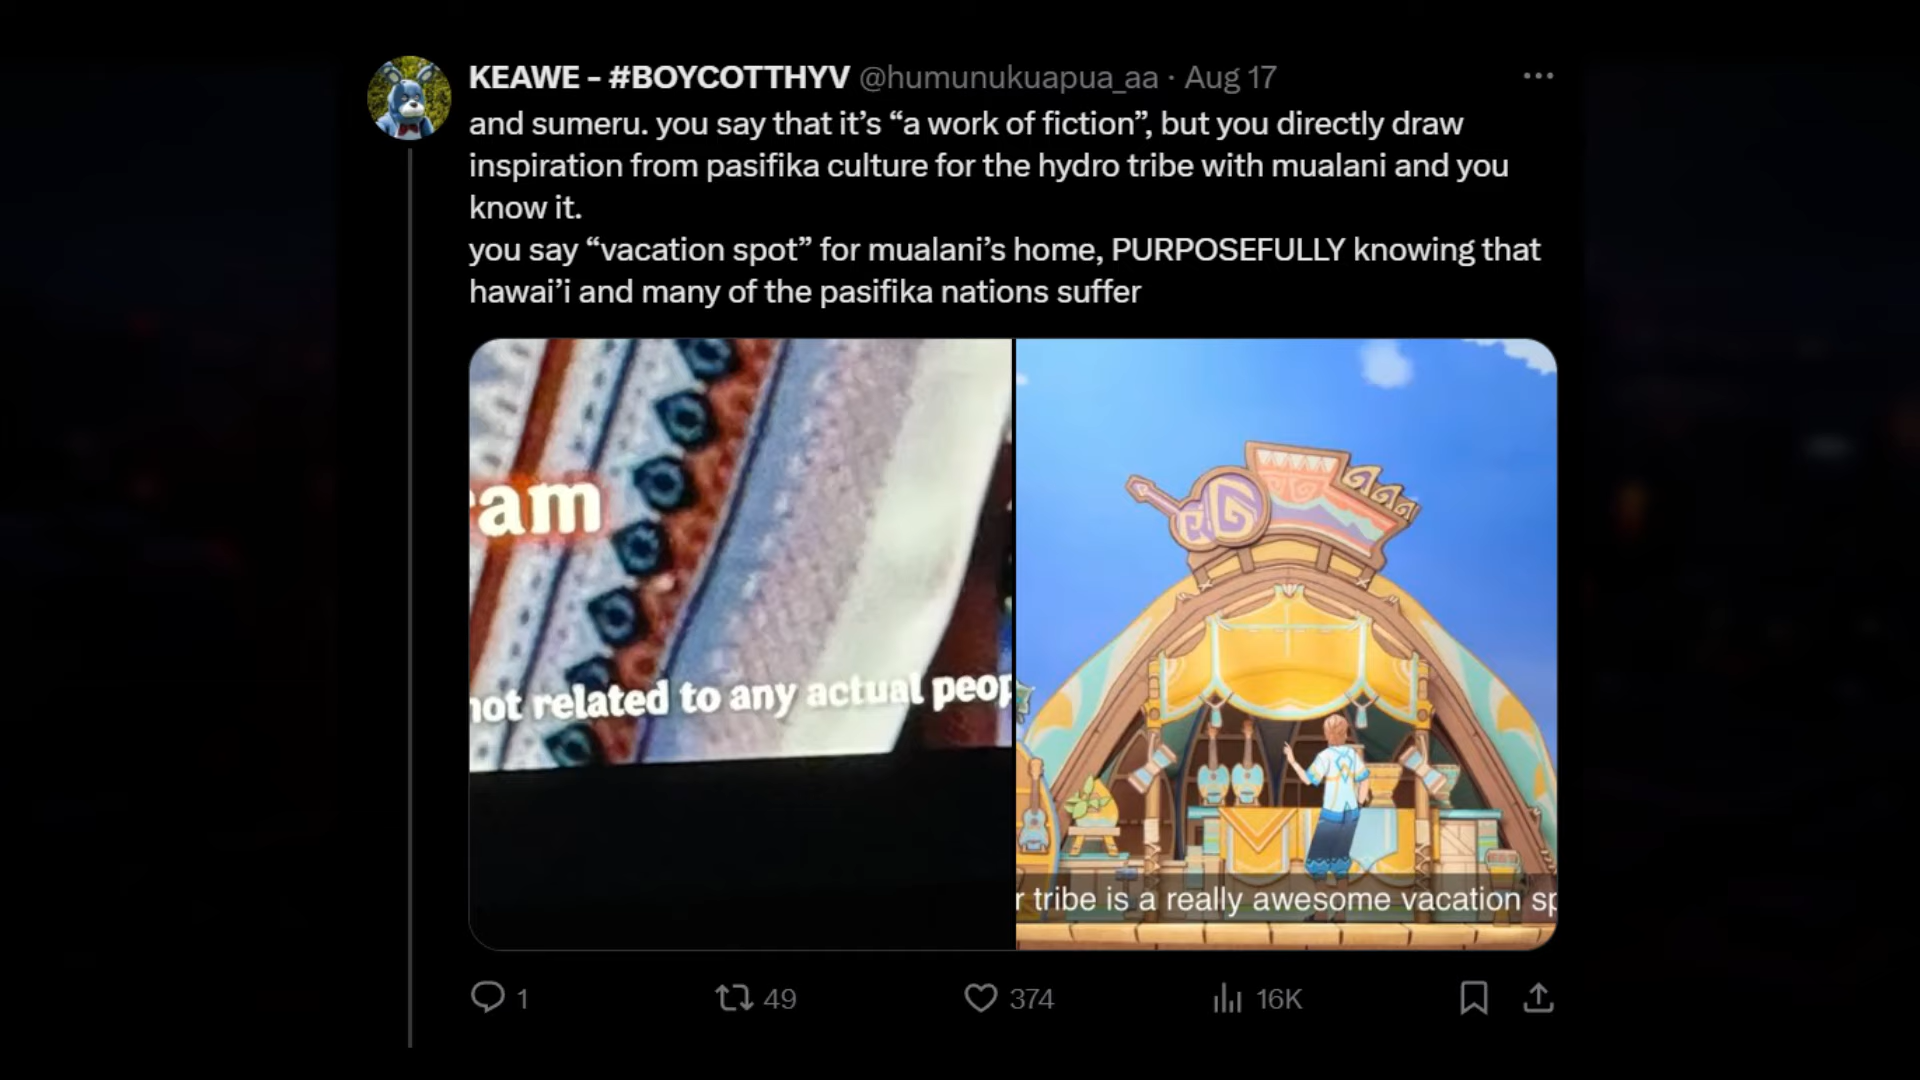 KEAWE - #BOYCOTTHYV @humunukuapua_aa · Aug 17
and sumeru. you say that it’s “a work of fiction”, but you directly draw
inspiration from pasifika culture for the hydro tribe with mualani and you
know it.
you say “vacation spot” for mualani’s home, PURPOSEFULLY knowing that
hawai’i and many of the pasifika nations suffer
am
not related to any actual peop
r tribe is a really awesome vacation sp
1 49 374 16K